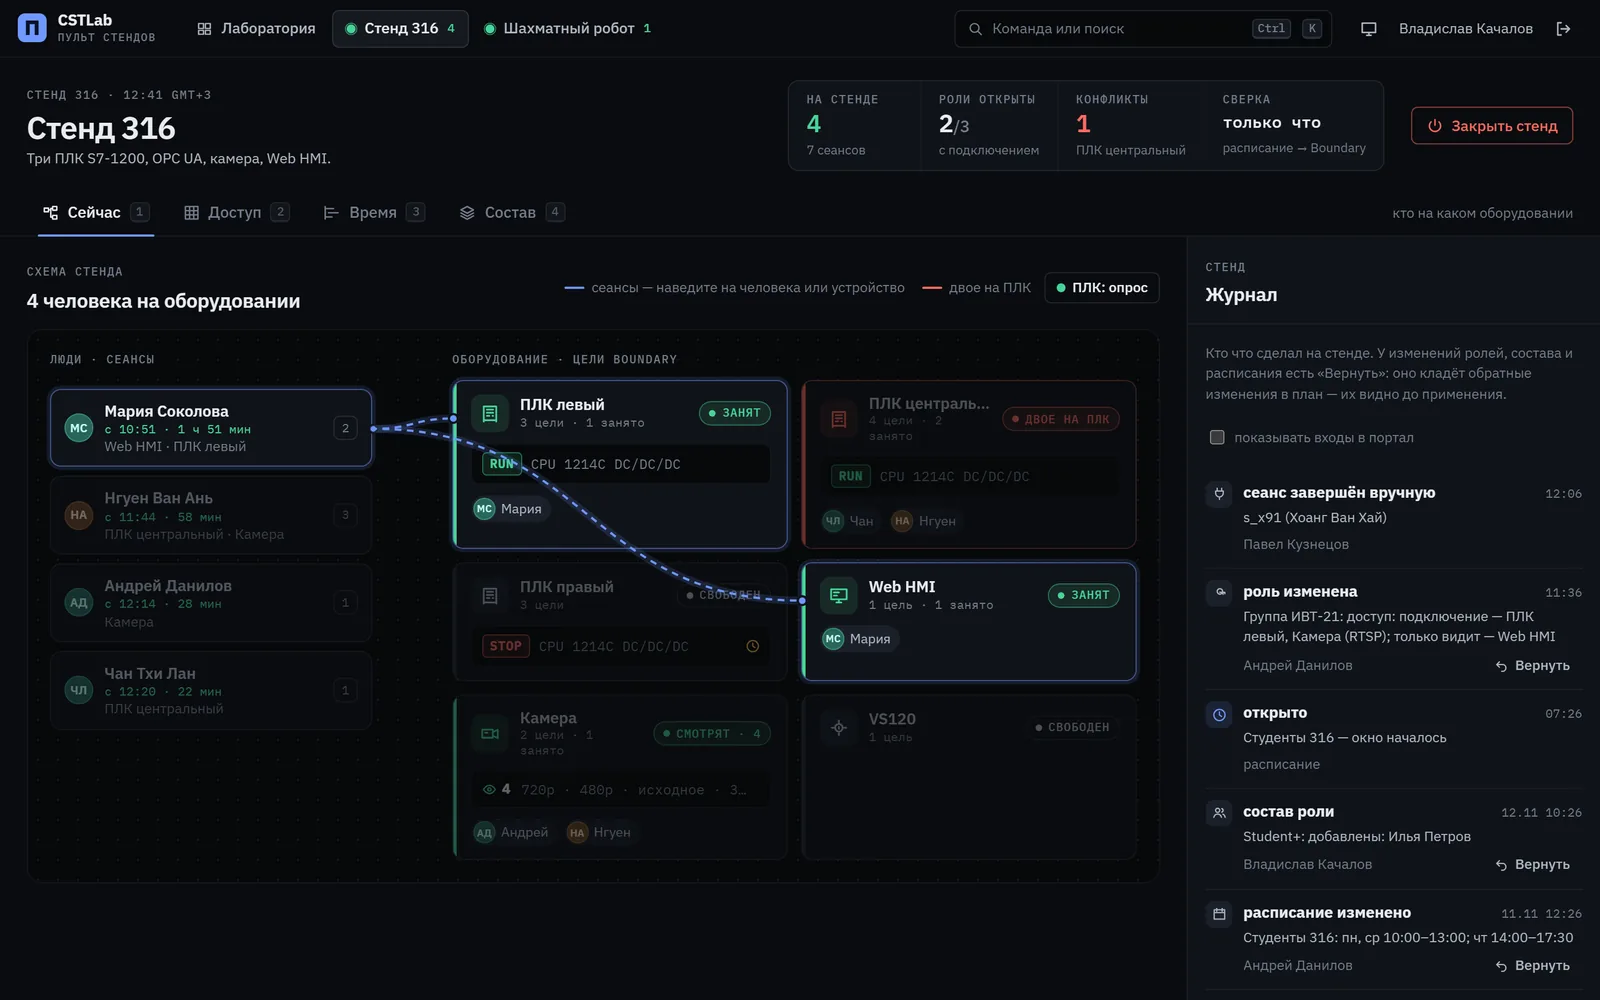 П
CSTLab
ПУЛЬТ СТЕНДОВ
Лаборатория
Стенд 316 4
Шахматный робот 1
Команда или поиск
Ctrl K
Владислав Качалов
СТЕНД 316 · 12:41 GMT+3
Стенд 316
Три ПЛК S7-1200, OPC UA, камера, Web HMI.
НА СТЕНДЕ
4
7 сеансов
РОЛИ ОТКРЫТЫ
2/3
с подключением
КОНФЛИКТЫ
1
ПЛК центральный
СВЕРКА
только что
расписание → Boundary
Закрыть стенд
Сейчас 1
Доступ 2
Время 3
Состав 4
кто на каком оборудовании
СХЕМА СТЕНДА
4 человека на оборудовании
сеансы — наведите на человека или устройство
двое на ПЛК
ПЛК: опрос
ЛЮДИ · СЕАНСЫ
МС
Мария Соколова
с 10:51 · 1 ч 51 мин
Web HMI · ПЛК левый
2
НА
Нгуен Ван Ань
с 11:44 · 58 мин
ПЛК центральный · Камера
3
АД
Андрей Данилов
с 12:14 · 28 мин
Камера
1
ЧЛ
Чан Тхи Лан
с 12:20 · 22 мин
ПЛК центральный
1
ОБОРУДОВАНИЕ · ЦЕЛИ BOUNDARY
ПЛК левый
3 цели · 1 занято
ЗАНЯТ
RUN CPU 1214C DC/DC/DC
МС Мария
ПЛК централь...
4 цели · 2
занято
ДВОЕ НА ПЛК
RUN CPU 1214C DC/DC/DC
ЧЛ Чан НА Нгуен
ПЛК правый
3 цели
СВОБОДЕН
STOP CPU 1214C DC/DC/DC
Web HMI
1 цель · 1 занято
ЗАНЯТ
МС Мария
Камера
2 цели · 1
занято
СМОТРЯТ · 4
4 720p · 480p · исходное · 3…
АД Андрей НА Нгуен
VS120
1 цель
СВОБОДЕН
СТЕНД
Журнал
Кто что сделал на стенде. У изменений ролей, состава и
расписания есть «Вернуть»: оно кладёт обратные
изменения в план — их видно до применения.
показывать входы в портал
сеанс завершён вручную 12:06
s_x91 (Хоанг Ван Хай)
Павел Кузнецов
роль изменена 11:36
Группа ИВТ-21: доступ: подключение — ПЛК
левый, Камера (RTSP); только видит — Web HMI
Андрей Данилов Вернуть
открыто 07:26
Студенты 316 — окно началось
расписание
состав роли 12.11 10:26
Student+: добавлены: Илья Петров
Владислав Качалов Вернуть
расписание изменено 11.11 12:26
Студенты 316: пн, ср 10:00–13:00; чт 14:00–17:30
Андрей Данилов Вернуть